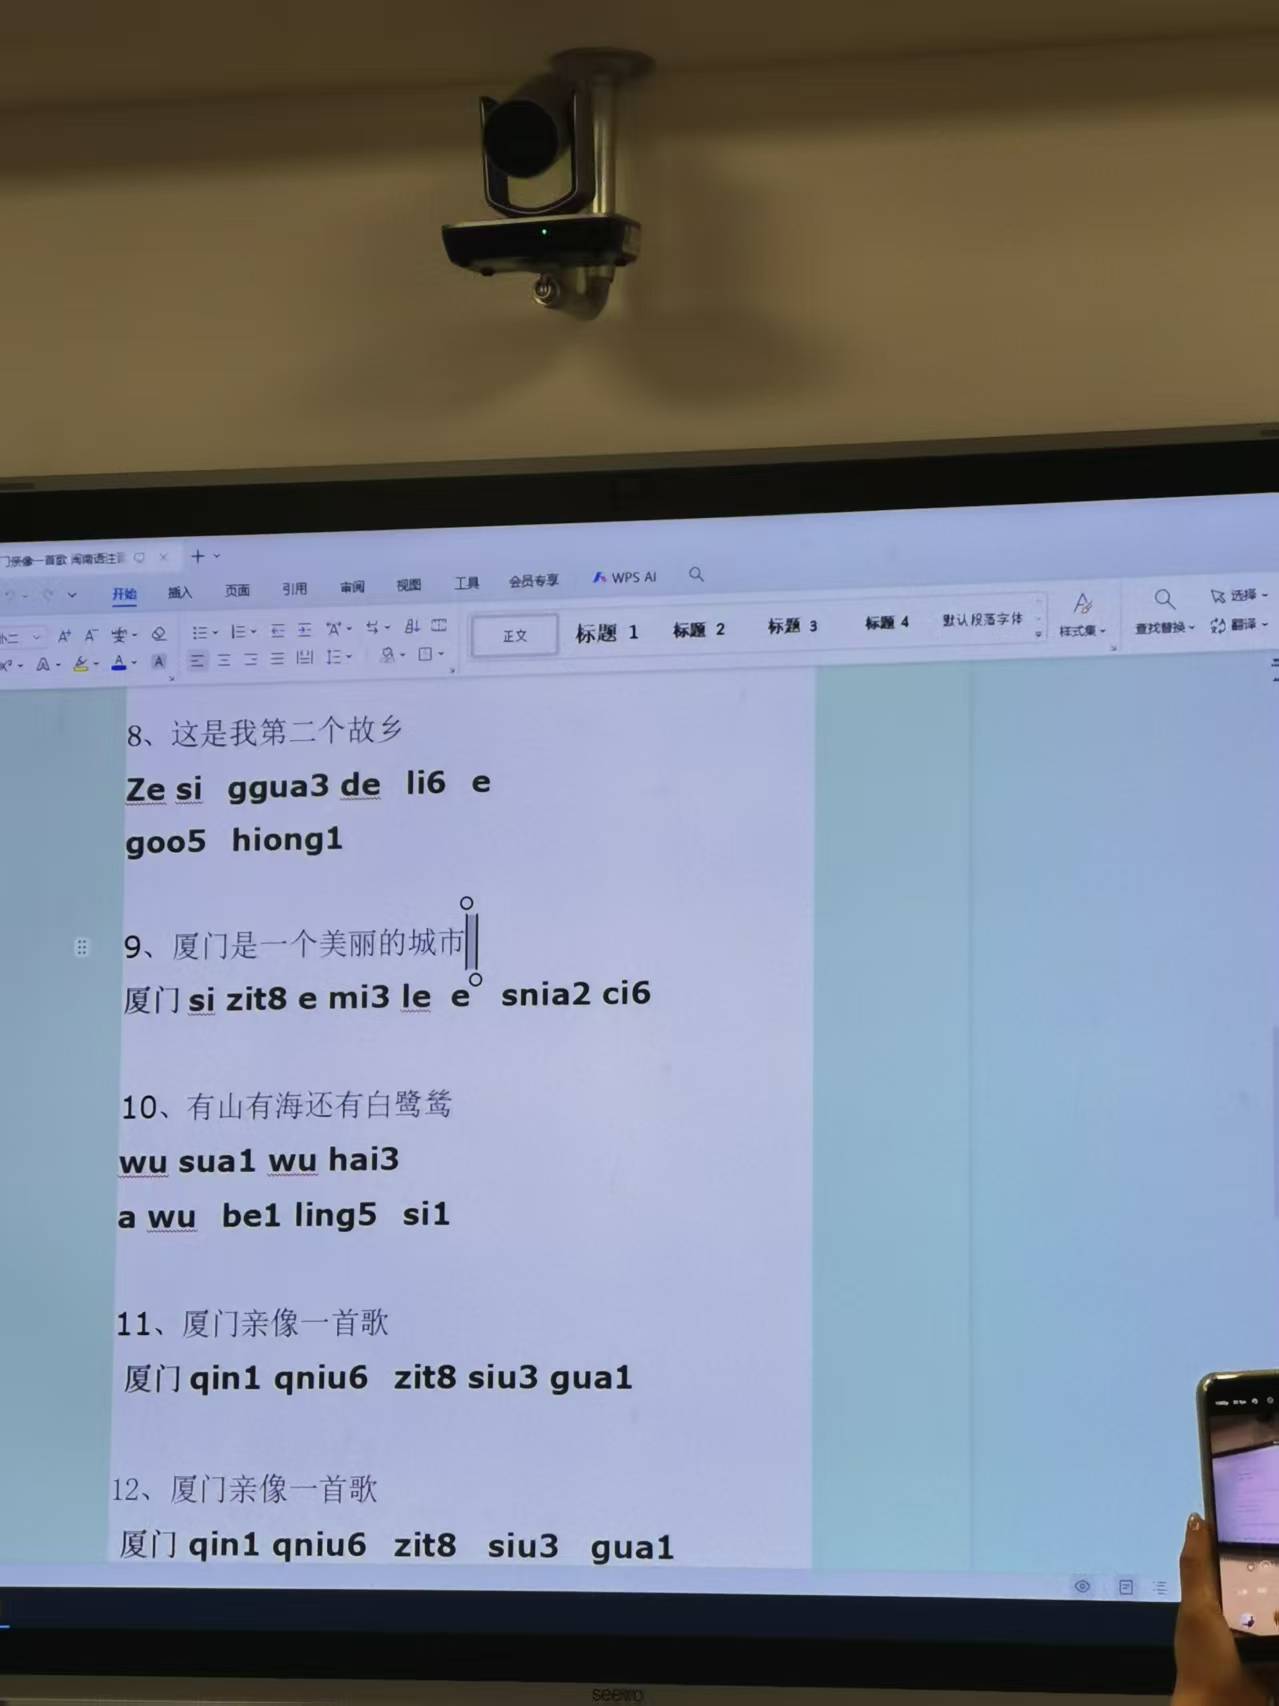 门亲像一首歌 闽南语注
开始 插入 页面 引用 审阅 视图 工具 会员专享 WPS AI
正文 标题 1 标题 2 标题 3 标题 4 默认段落字体 样式集 查找替换 选择 翻译
8、这是我第二个故乡
Ze si ggua3 de li6 e
goo5 hiong1
9、厦门是一个美丽的城市
厦门 si zit8 e mi3 le e snia2 ci6
10、有山有海还有白鹭鸶
wu sua1 wu hai3
a wu be1 ling5 si1
11、厦门亲像一首歌
厦门 qin1 qniu6 zit8 siu3 gua1
12、厦门亲像一首歌
厦门 qin1 qniu6 zit8 siu3 gua1
seewo